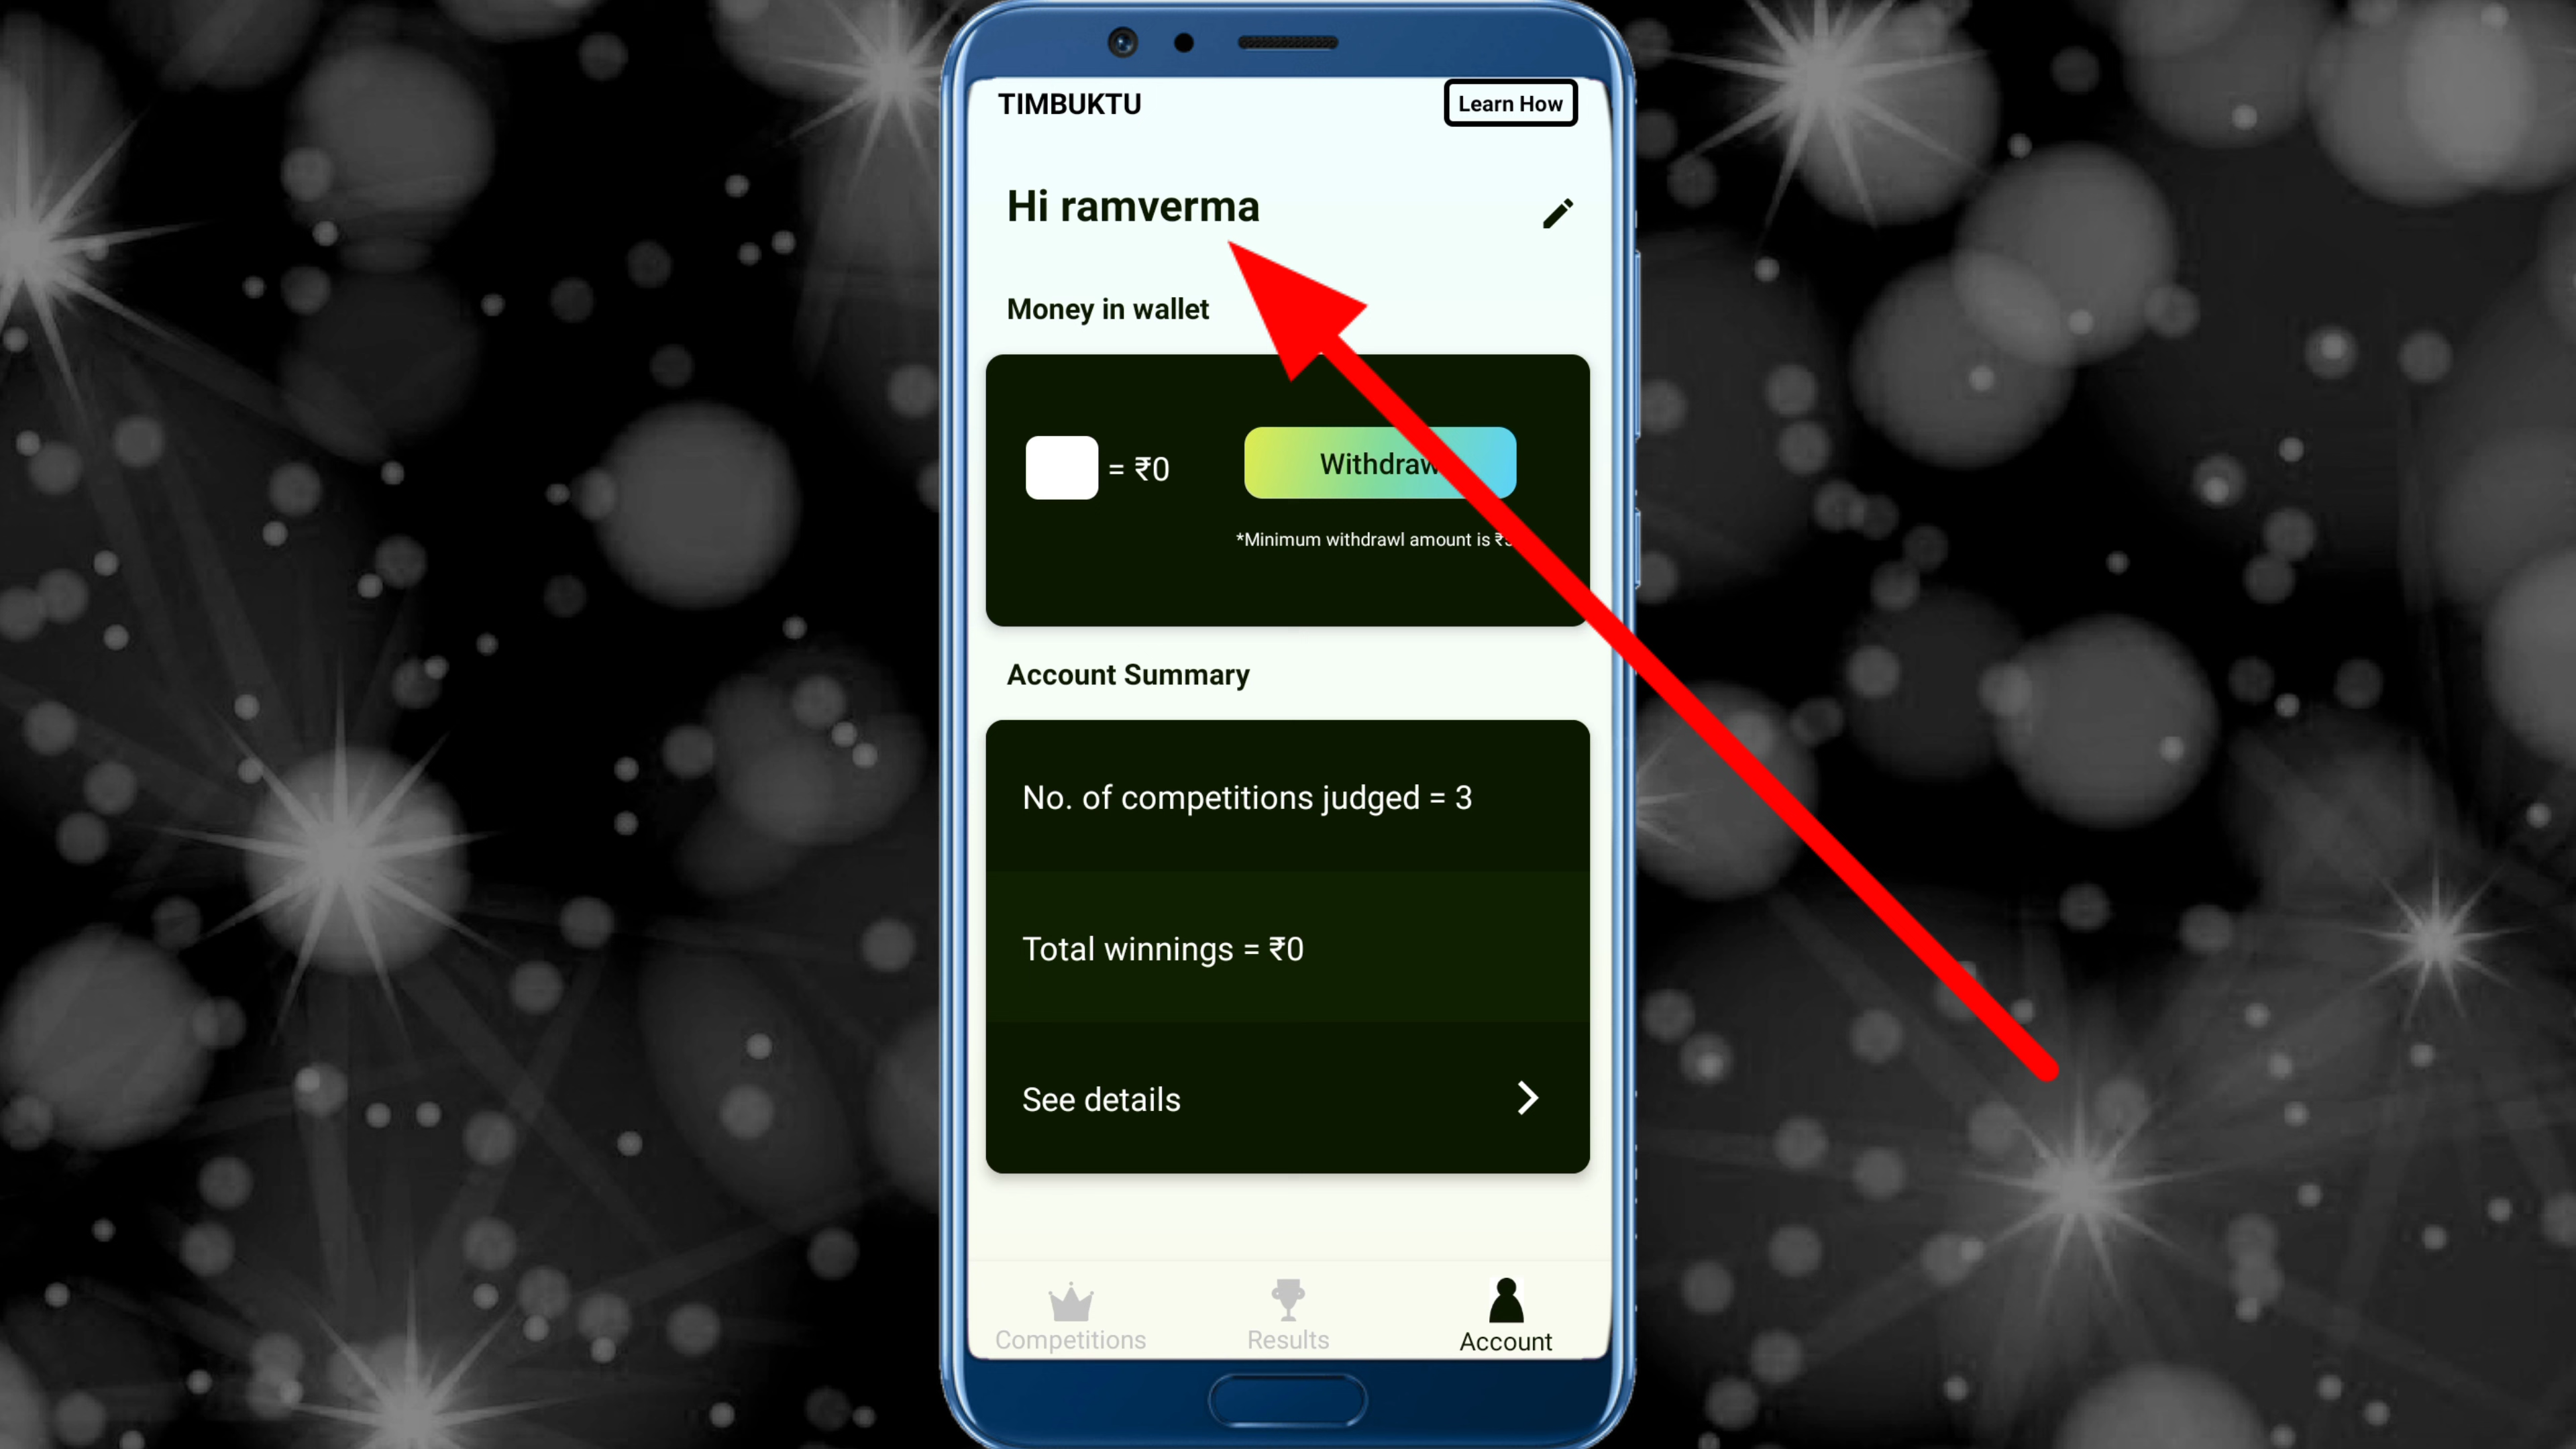 TIMBUKTU
Learn How
Hi ramverma
Money in wallet
= ₹0
Withdraw
*Minimum withdrawl amount is
Account Summary
No. of competitions judged = 3
Total winnings = ₹0
See details
Competitions
Results
Account